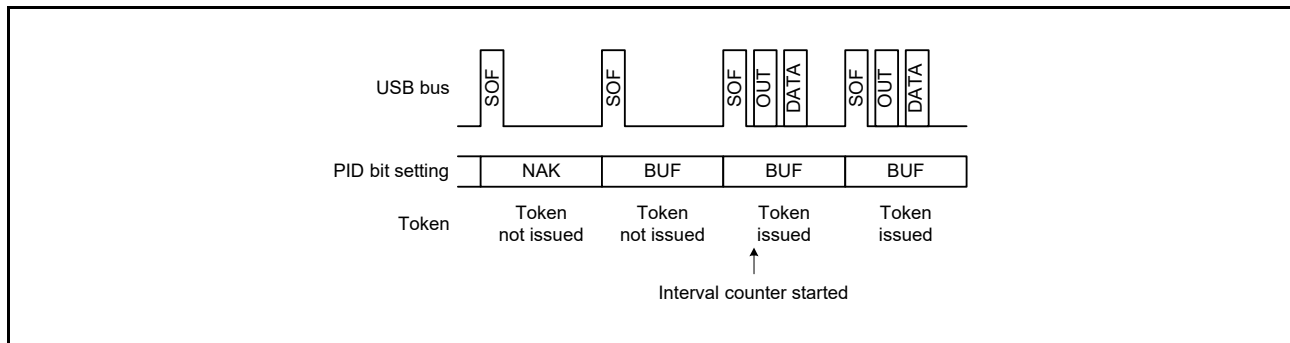 USB bus
SOF
SOF
SOF
OUT
DATA
SOF
OUT
DATA
PID bit setting
NAK
BUF
BUF
BUF
Token
Token
not issued
Token
not issued
Token
issued
Token
issued
Interval counter started